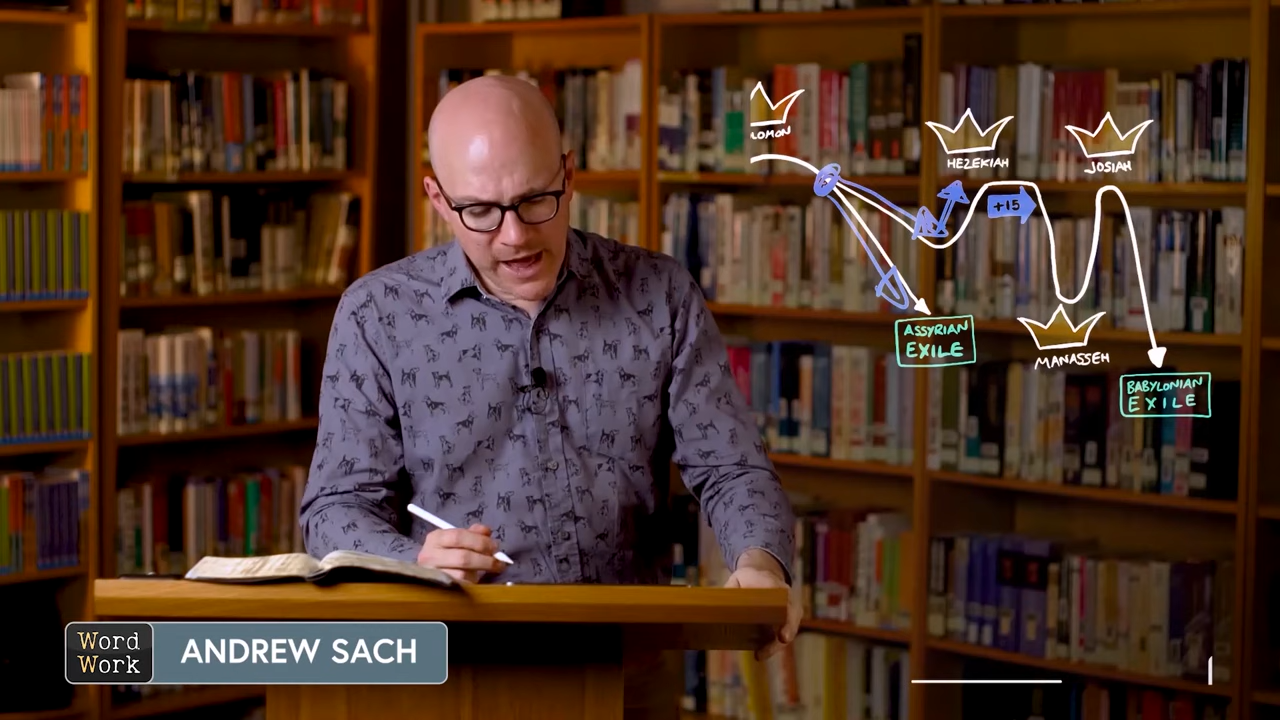 LOMON
HEZEKIAH
JOSIAH
+15
ASSYRIAN
EXILE
MANASSEH
BABYLONIAN
EXILE
Word
Work
ANDREW SACH